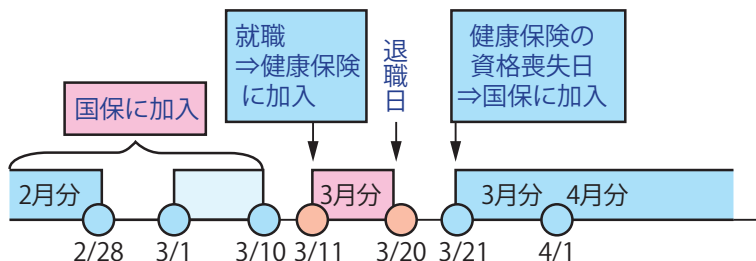 就職
⇒健康保険
に加入
退職日
健康保険の
資格喪失日
⇒国保に加入
国保に加入
2月分
3月分
3月分
4月分
2/28
3/1
3/10
3/11
3/20
3/21
4/1